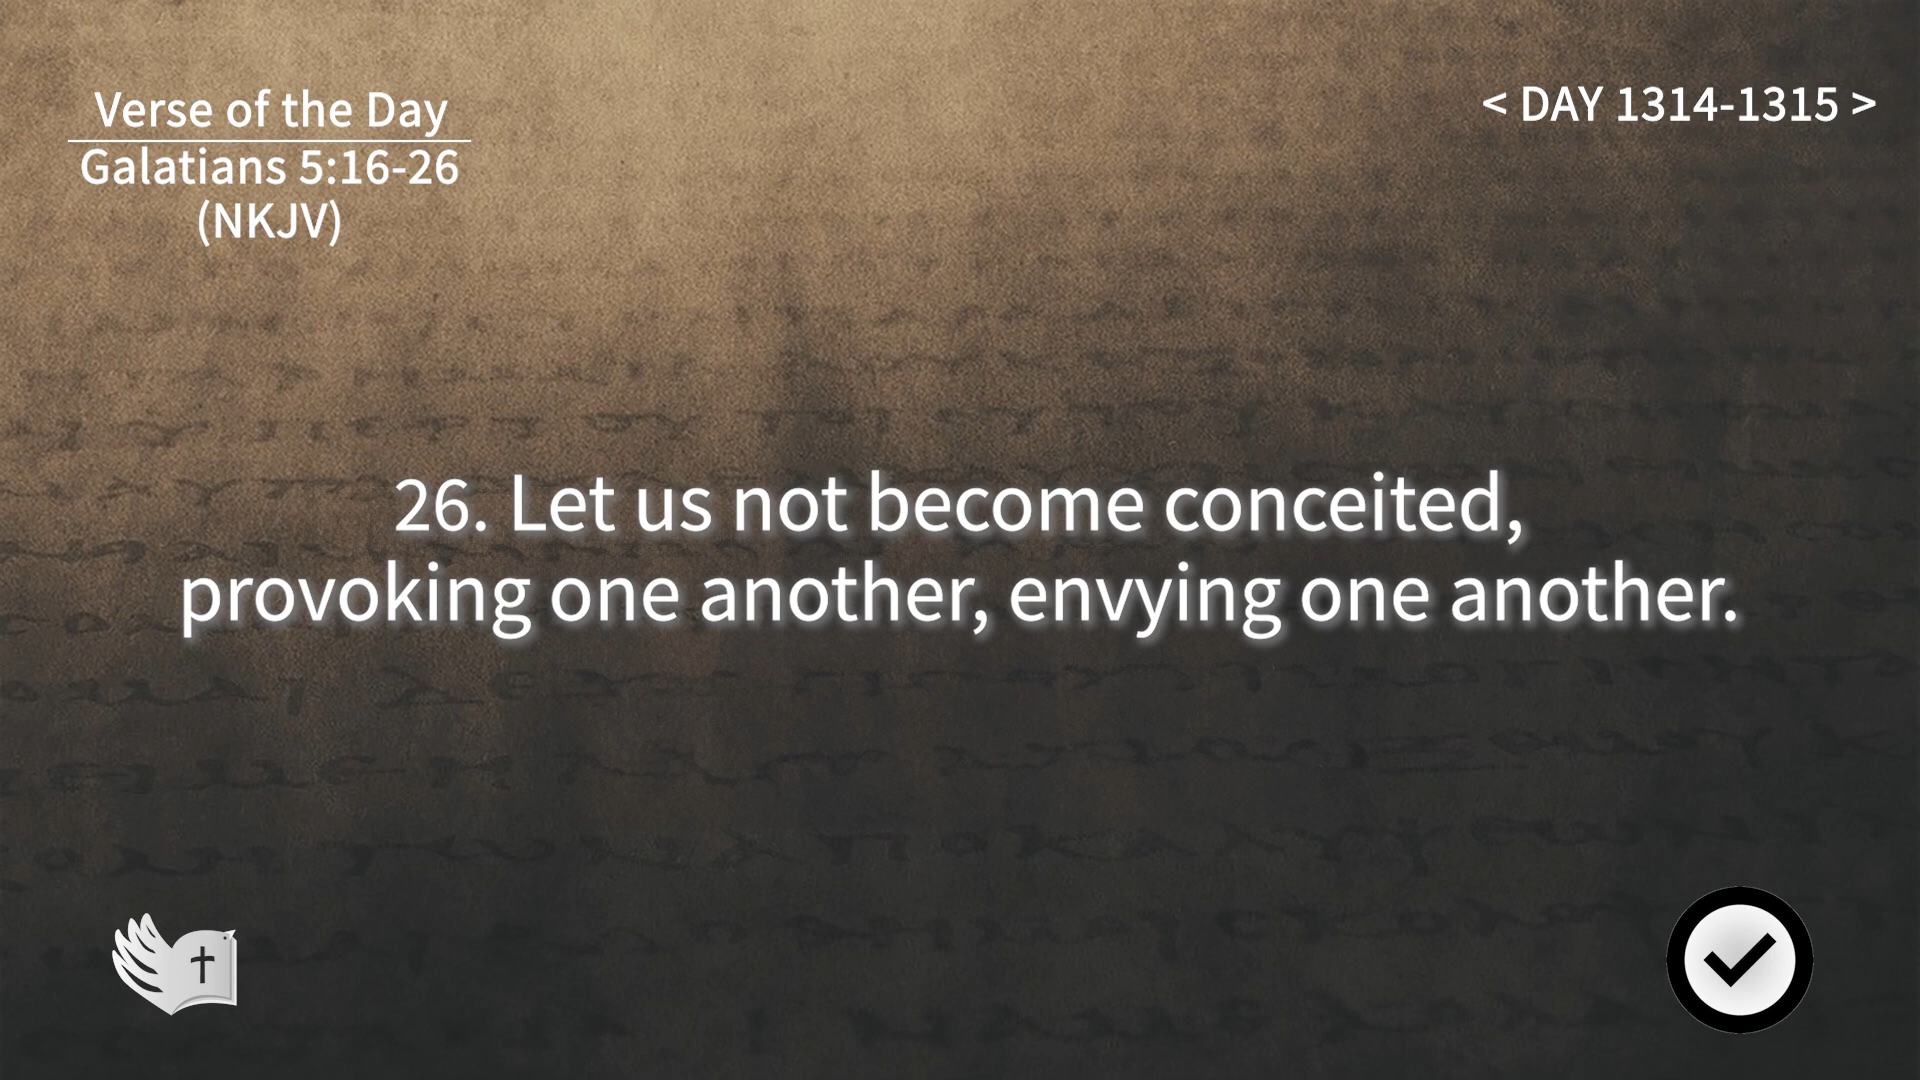 Verse of the Day
Galatians 5:16-26
(NKJV)
< DAY 1314-1315 >
26. Let us not become conceited,
provoking one another, envying one another.